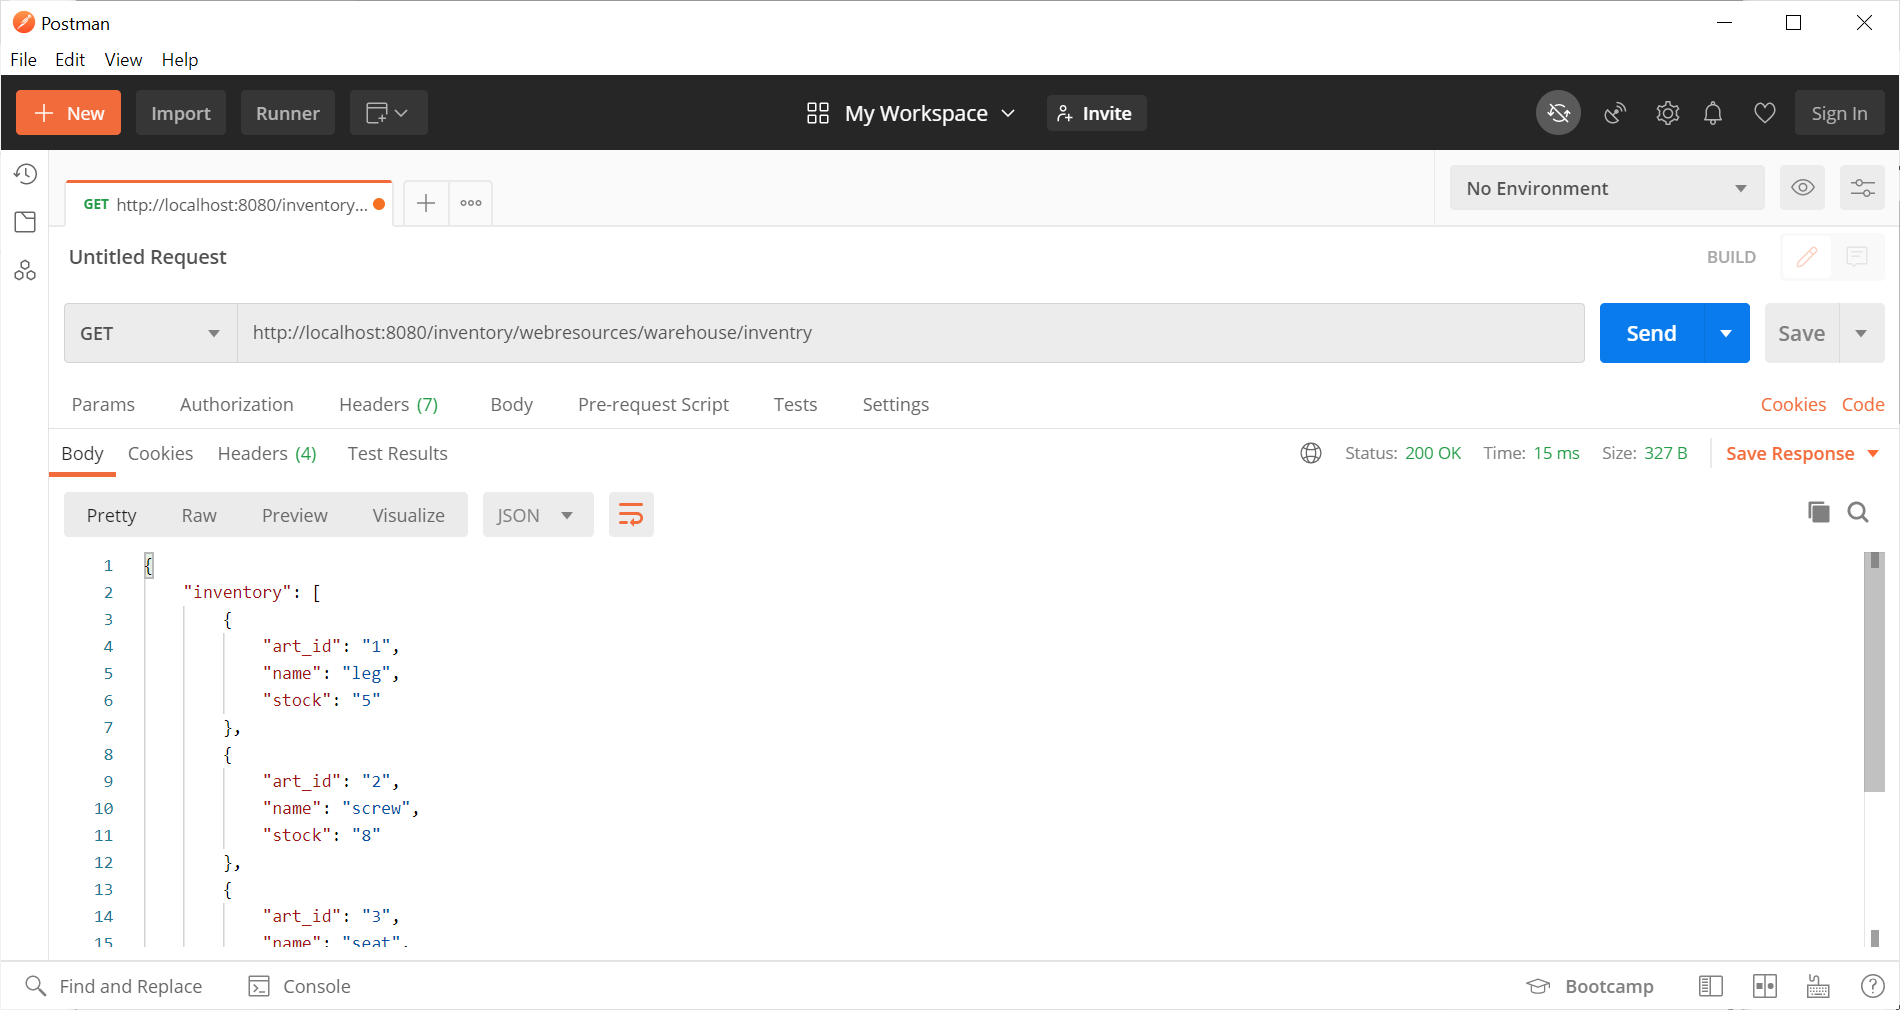 Postman
File Edit View Help
New Import Runner My Workspace Invite Sign In
GET http://localhost:8080/inventory... No Environment
Untitled Request BUILD
GET http://localhost:8080/inventory/webresources/warehouse/inventry Send Save
Params Authorization Headers (7) Body Pre-request Script Tests Settings Cookies Code
Body Cookies Headers (4) Test Results Status: 200 OK Time: 15 ms Size: 327 B Save Response
Pretty Raw Preview Visualize JSON
1 {
2 "inventory": [
3 {
4 "art_id": "1",
5 "name": "leg",
6 "stock": "5"
7 },
8 {
9 "art_id": "2",
10 "name": "screw",
11 "stock": "8"
12 },
13 {
14 "art_id": "3",
15 "name": "seat",
Find and Replace Console Bootcamp